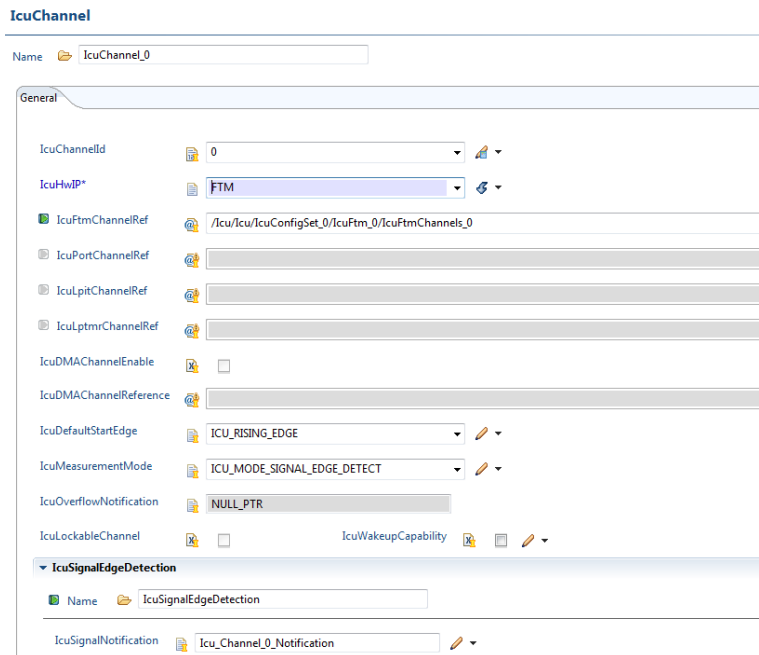 IcuChannel
Name IcuChannel_0
General
IcuChannelId 0
IcuHwIP* FTM
IcuFtmChannelRef /Icu/Icu/IcuConfigSet_0/IcuFtm_0/IcuFtmChannels_0
IcuPortChannelRef
IcuLpitChannelRef
IcuLptmrChannelRef
IcuDMAChannelEnable
IcuDMAChannelReference
IcuDefaultStartEdge ICU_RISING_EDGE
IcuMeasurementMode ICU_MODE_SIGNAL_EDGE_DETECT
IcuOverflowNotification NULL_PTR
IcuLockableChannel IcuWakeupCapability
IcuSignalEdgeDetection
Name IcuSignalEdgeDetection
IcuSignalNotification Icu_Channel_0_Notification